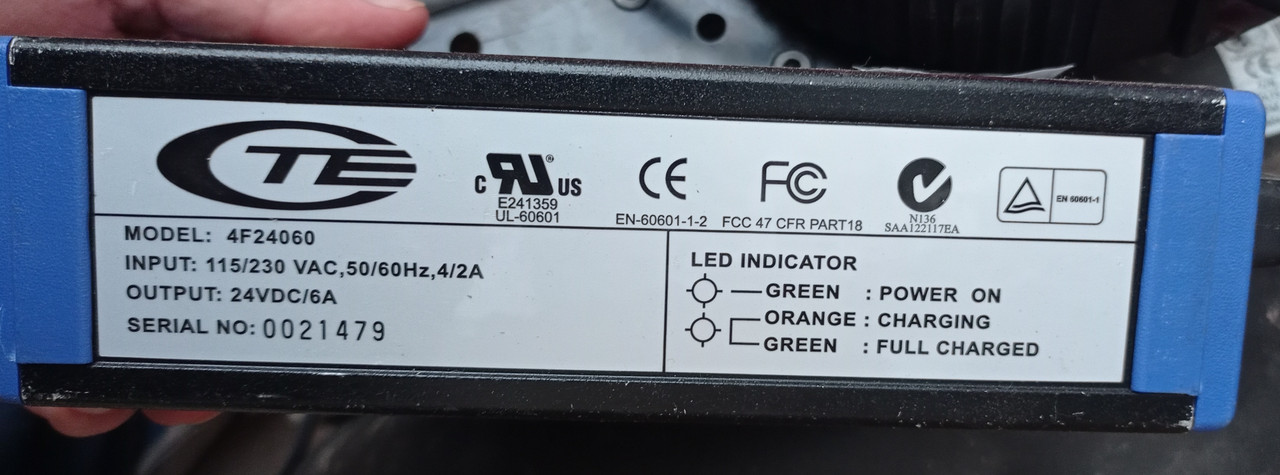 CTE
c RU ® US
E241359
UL-60601
CE
EN-60601-1-2
FC
FCC 47 CFR PART18
N136
SAA122117EA
EN 60601-1
MODEL: 4F24060
INPUT: 115/230 VAC,50/60Hz,4/2A
OUTPUT: 24VDC/6A
SERIAL NO: 0021479
LED INDICATOR
GREEN : POWER ON
ORANGE : CHARGING
GREEN : FULL CHARGED